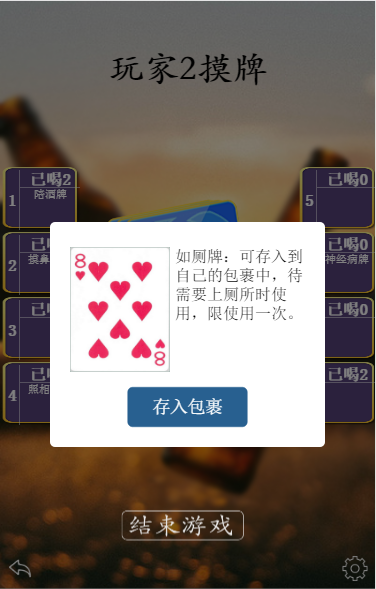 玩家2摸牌
已喝2
陪酒牌
1
已喝0
5
2
已喝0
神经病牌
3
已喝0
4
照相
已喝2
8
如厕牌：可存入到
自己的包裹中，待
需要上厕所时使
用，限使用一次。
8
存入包裹
结束游戏